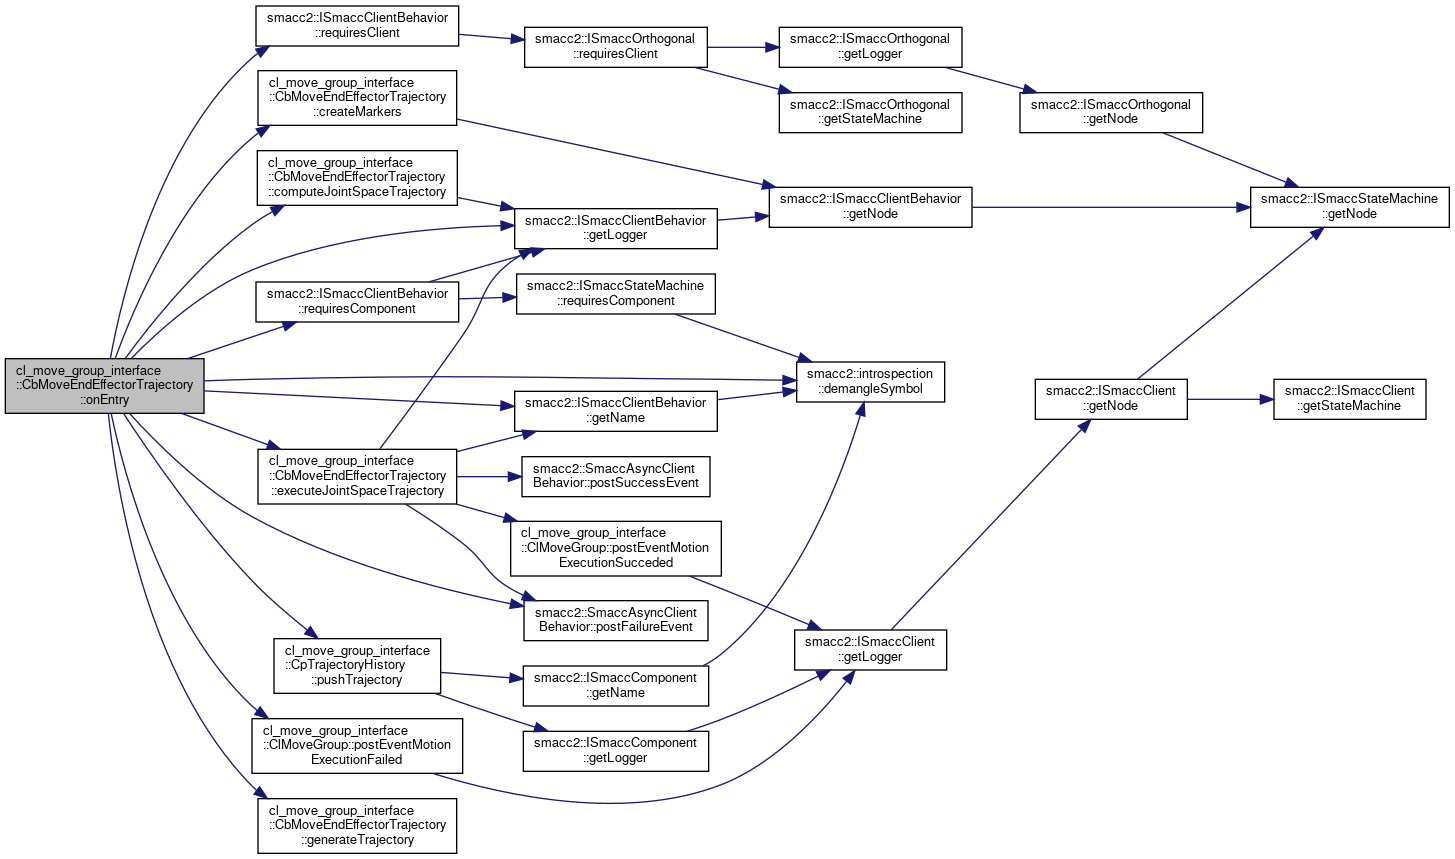 smacc2::ISmaccClientBehavior
::requiresClient
cl_move_group_interface
::CbMoveEndEffectorTrajectory
::createMarkers
cl_move_group_interface
::CbMoveEndEffectorTrajectory
::computeJointSpaceTrajectory
smacc2::ISmaccClientBehavior
::requiresComponent
cl_move_group_interface
::CbMoveEndEffectorTrajectory
::onEntry
cl_move_group_interface
::CbMoveEndEffectorTrajectory
::executeJointSpaceTrajectory
cl_move_group_interface
::CpTrajectoryHistory
::pushTrajectory
cl_move_group_interface
::ClMoveGroup::postEventMotion
ExecutionFailed
cl_move_group_interface
::CbMoveEndEffectorTrajectory
::generateTrajectory
smacc2::ISmaccOrthogonal
::requiresClient
smacc2::ISmaccClientBehavior
::getLogger
smacc2::ISmaccStateMachine
::requiresComponent
smacc2::ISmaccClientBehavior
::getName
smacc2::SmaccAsyncClient
Behavior::postSuccessEvent
cl_move_group_interface
::ClMoveGroup::postEventMotion
ExecutionSucceded
smacc2::SmaccAsyncClient
Behavior::postFailureEvent
smacc2::ISmaccComponent
::getName
smacc2::ISmaccComponent
::getLogger
smacc2::ISmaccOrthogonal
::getLogger
smacc2::ISmaccOrthogonal
::getStateMachine
smacc2::ISmaccClientBehavior
::getNode
smacc2::introspection
::demangleSymbol
smacc2::ISmaccClient
::getLogger
smacc2::ISmaccOrthogonal
::getNode
smacc2::ISmaccClient
::getNode
smacc2::ISmaccStateMachine
::getNode
smacc2::ISmaccClient
::getStateMachine